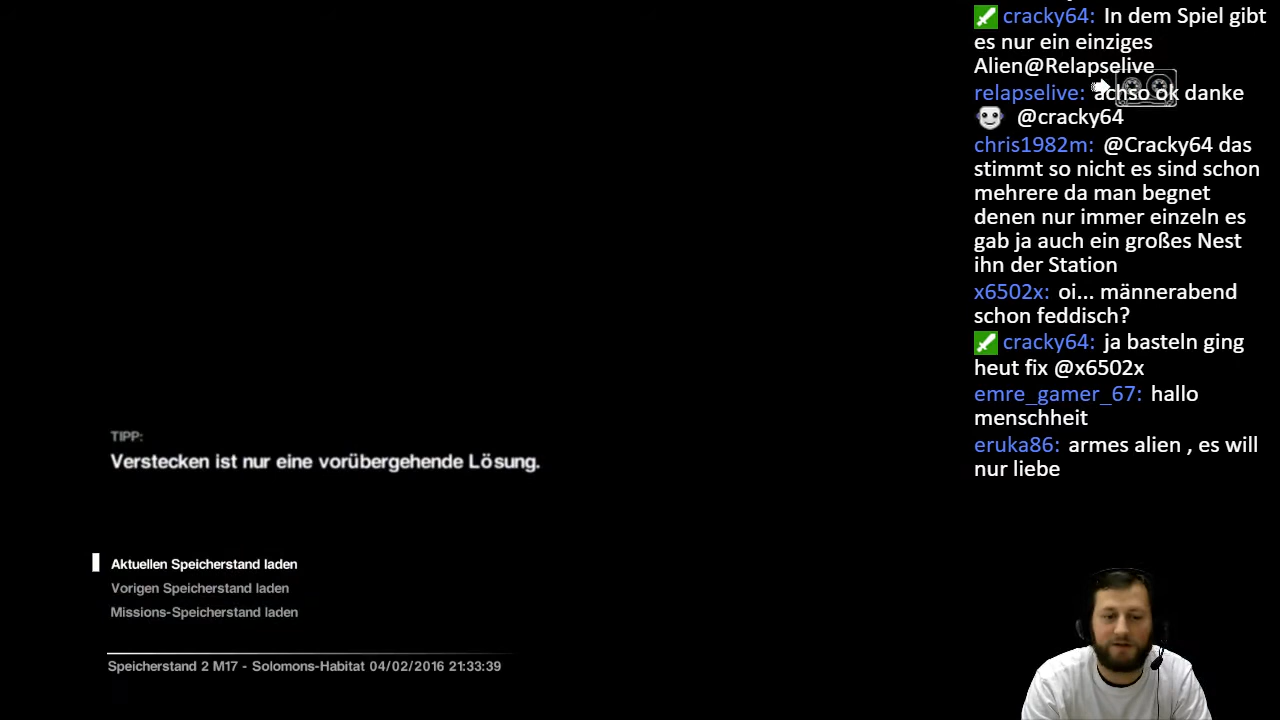 cracky64: In dem Spiel gibt
es nur ein einziges
Alien@Relapselive
relapselive: achso ok danke
@cracky64
chris1982m: @Cracky64 das
stimmt so nicht es sind schon
mehrere da man begnet
denen nur immer einzeln es
gab ja auch ein großes Nest
ihn der Station
x6502x: oi... männerabend
schon feddisch?
cracky64: ja basteln ging
heut fix @x6502x
emre_gamer_67: hallo
menschheit
eruka86: armes alien , es will
nur liebe
TIPP:
Verstecken ist nur eine vorübergehende Lösung.
Aktuellen Speicherstand laden
Vorigen Speicherstand laden
Missions-Speicherstand laden
Speicherstand 2 M17 - Solomons-Habitat 04/02/2016 21:33:39